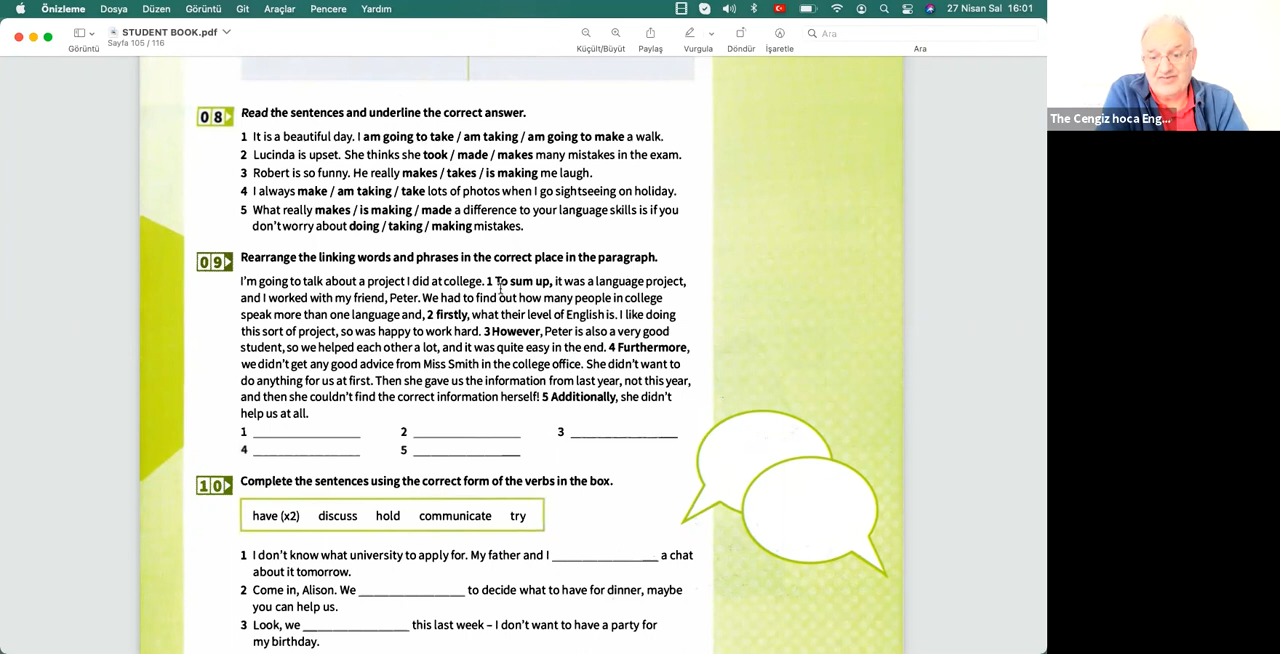 Önizleme Dosya Düzen Görüntü Git Araçlar Pencere Yardım 27 Nisan Sal 16:01
STUDENT BOOK.pdf
Sayfa 105 / 116
Görüntü Küçült/Büyüt Paylaş Vurgula Döndür İşaretle Ara
Ara
The Cengiz hoca Eng...
08 Read the sentences and underline the correct answer.
1 It is a beautiful day. I am going to take / am taking / am going to make a walk.
2 Lucinda is upset. She thinks she took / made / makes many mistakes in the exam.
3 Robert is so funny. He really makes / takes / is making me laugh.
4 I always make / am taking / take lots of photos when I go sightseeing on holiday.
5 What really makes / is making / made a difference to your language skills is if you
don't worry about doing / taking / making mistakes.
09 Rearrange the linking words and phrases in the correct place in the paragraph.
I'm going to talk about a project I did at college. 1 To sum up, it was a language project,
and I worked with my friend, Peter. We had to find out how many people in college
speak more than one language and, 2 firstly, what their level of English is. I like doing
this sort of project, so was happy to work hard. 3 However, Peter is also a very good
student, so we helped each other a lot, and it was quite easy in the end. 4 Furthermore,
we didn't get any good advice from Miss Smith in the college office. She didn't want to
do anything for us at first. Then she gave us the information from last year, not this year,
and then she couldn't find the correct information herself! 5 Additionally, she didn't
help us at all.
1 ____________ 2 ____________ 3 ____________
4 ____________ 5 ____________
10 Complete the sentences using the correct form of the verbs in the box.
have (x2) discuss hold communicate try
1 I don't know what university to apply for. My father and I ____________ a chat
about it tomorrow.
2 Come in, Alison. We ____________ to decide what to have for dinner, maybe
you can help us.
3 Look, we ____________ this last week – I don't want to have a party for
my birthday.